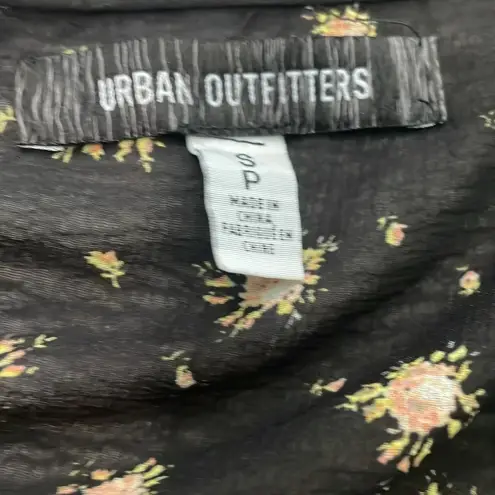 URBAN OUTFITTERS
S
P
MADE IN
CHINA
FABRIQUÉ EN
CHINE